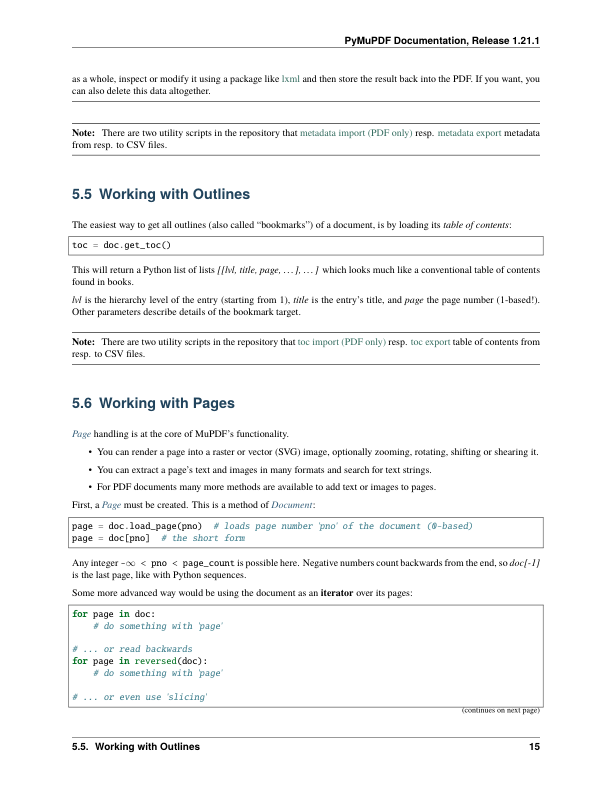 PyMuPDF Documentation, Release 1.21.1
as a whole, inspect or modify it using a package like lxml and then store the result back into the PDF. If you want, you
can also delete this data altogether.
Note: There are two utility scripts in the repository that metadata import (PDF only) resp. metadata export metadata
from resp. to CSV files.
5.5 Working with Outlines
The easiest way to get all outlines (also called “bookmarks”) of a document, is by loading its table of contents:
toc = doc.get_toc()
This will return a Python list of lists [[lvl, title, page, …], …] which looks much like a conventional table of contents
found in books.
lvl is the hierarchy level of the entry (starting from 1), title is the entry’s title, and page the page number (1-based!).
Other parameters describe details of the bookmark target.
Note: There are two utility scripts in the repository that toc import (PDF only) resp. toc export table of contents from
resp. to CSV files.
5.6 Working with Pages
Page handling is at the core of MuPDF’s functionality.
• You can render a page into a raster or vector (SVG) image, optionally zooming, rotating, shifting or shearing it.
• You can extract a page’s text and images in many formats and search for text strings.
• For PDF documents many more methods are available to add text or images to pages.
First, a Page must be created. This is a method of Document:
page = doc.load_page(pno)  # loads page number 'pno' of the document (0-based)
page = doc[pno]  # the short form
Any integer -∞ < pno < page_count is possible here. Negative numbers count backwards from the end, so doc[-1]
is the last page, like with Python sequences.
Some more advanced way would be using the document as an iterator over its pages:
for page in doc:
    # do something with 'page'
# ... or read backwards
for page in reversed(doc):
    # do something with 'page'
# ... or even use 'slicing'
(continues on next page)
5.5. Working with Outlines 15